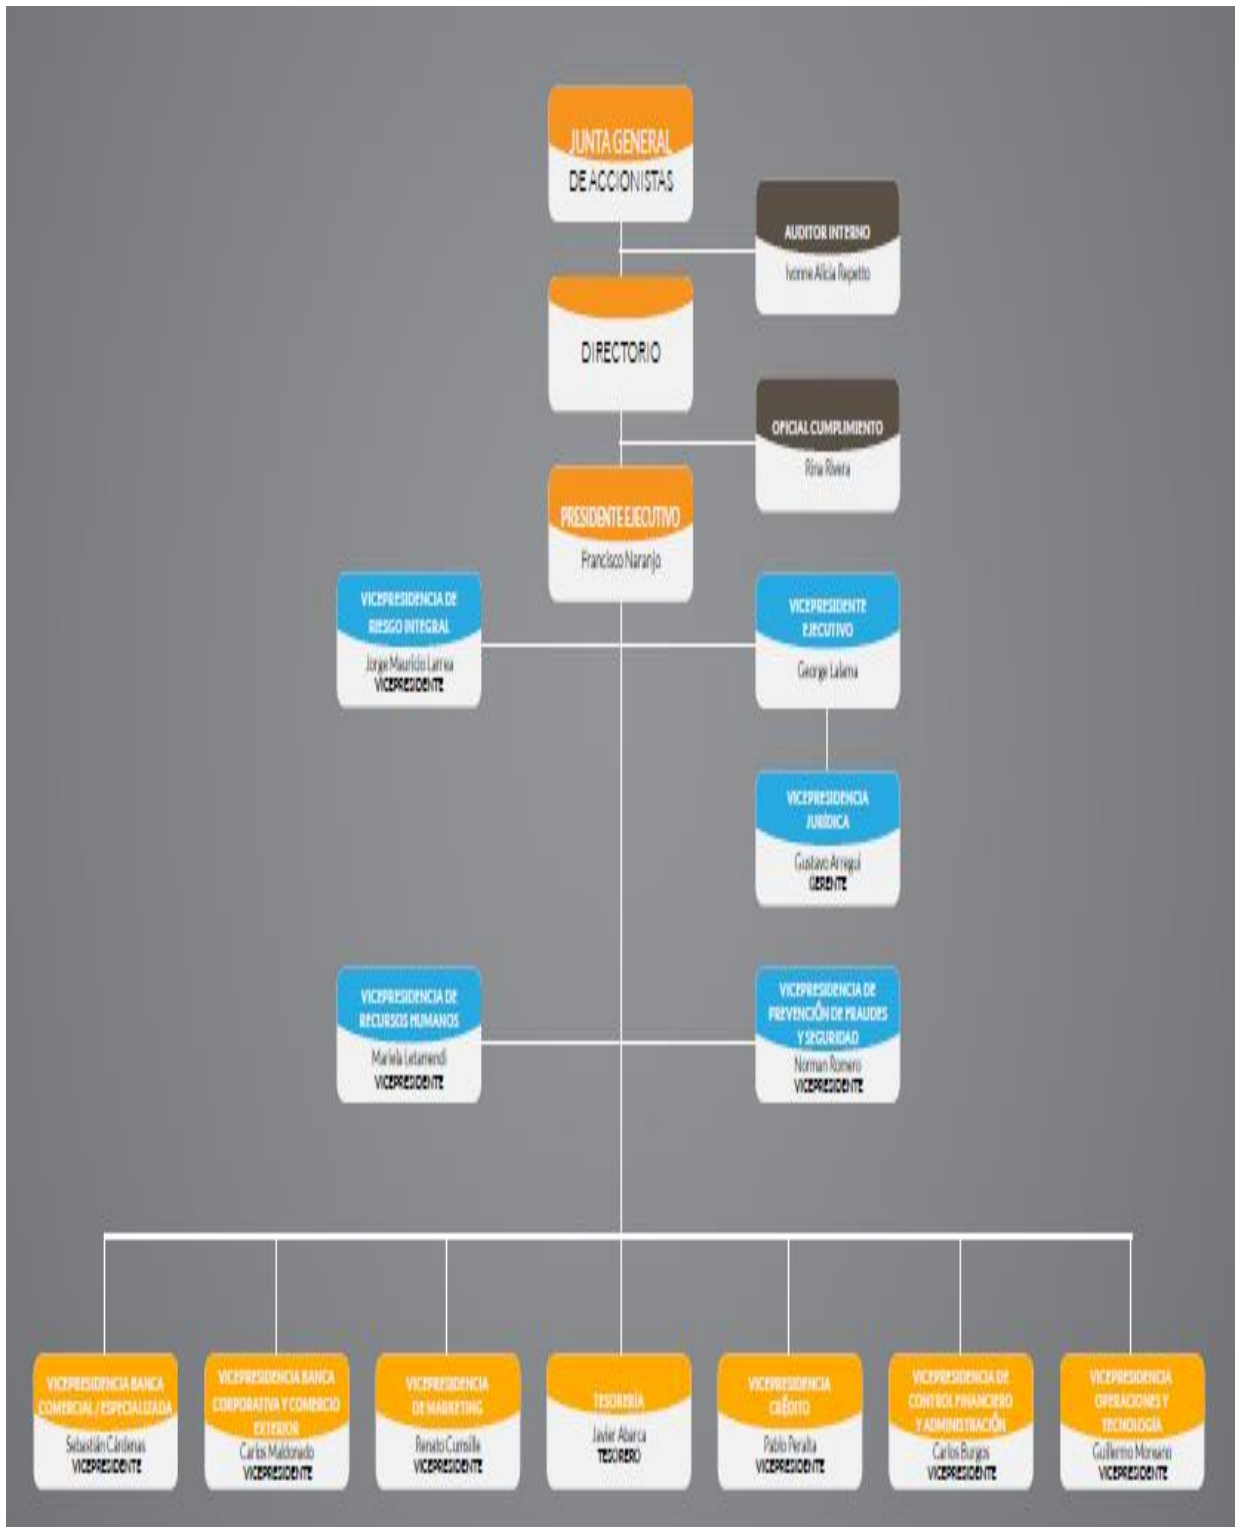 JUNTA GENERAL
DE ACCIONISTAS
AUDITOR INTERNO
Ivonne Alicia Repetto
DIRECTORIO
OFICIAL CUMPLIMIENTO
Rina Rivera
PRESIDENTE EJECUTIVO
Francisco Naranjo
VICEPRESIDENCIA DE
RIESGO INTEGRAL
Jorge Mauricio Larrea
VICEPRESIDENTE
VICEPRESIDENTE
EJECUTIVO
George Lalama
VICEPRESIDENCIA
JURÍDICA
Gustavo Arregui
GERENTE
VICEPRESIDENCIA DE
RECURSOS HUMANOS
Mariela Letamendi
VICEPRESIDENTE
VICEPRESIDENCIA DE
PREVENCIÓN DE FRAUDES
Y SEGURIDAD
Norman Romero
VICEPRESIDENTE
VICEPRESIDENCIA BANCA
COMERCIAL / ESPECIALIZADA
Sebastián Cárdenas
VICEPRESIDENTE
VICEPRESIDENCIA BANCA
CORPORATIVA Y COMERCIO
EXTERIOR
Carlos Maldonado
VICEPRESIDENTE
VICEPRESIDENCIA
DE MARKETING
Renato Cumsille
VICEPRESIDENTE
TESORERÍA
Javier Abarca
TESORERO
VICEPRESIDENCIA
CRÉDITO
Pablo Peralta
VICEPRESIDENTE
VICEPRESIDENCIA DE
CONTROL FINANCIERO
Y ADMINISTRACIÓN
Carlos Burgos
VICEPRESIDENTE
VICEPRESIDENCIA
OPERACIONES Y
TECNOLOGÍA
Guillermo Moreano
VICEPRESIDENTE